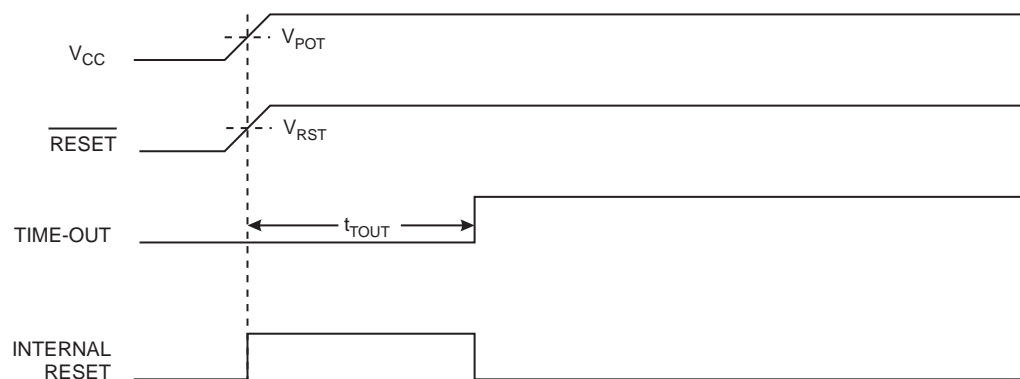 V_CC
V_POT
RESET
V_RST
TIME-OUT
t_TOUT
INTERNAL
RESET